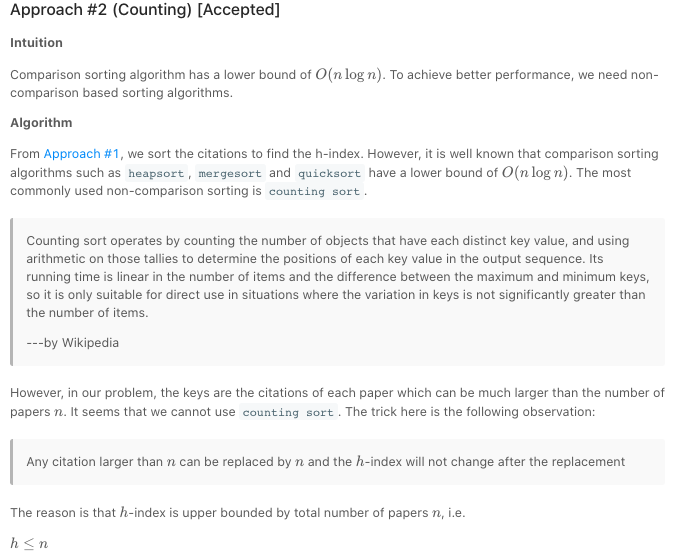 Approach #2 (Counting) [Accepted]
Intuition
Comparison sorting algorithm has a lower bound of O(n log n). To achieve better performance, we need non-
comparison based sorting algorithms.
Algorithm
From Approach #1, we sort the citations to find the h-index. However, it is well known that comparison sorting
algorithms such as heapsort, mergesort and quicksort have a lower bound of O(n log n). The most
commonly used non-comparison sorting is counting sort.
Counting sort operates by counting the number of objects that have each distinct key value, and using
arithmetic on those tallies to determine the positions of each key value in the output sequence. Its
running time is linear in the number of items and the difference between the maximum and minimum keys,
so it is only suitable for direct use in situations where the variation in keys is not significantly greater than
the number of items.
---by Wikipedia
However, in our problem, the keys are the citations of each paper which can be much larger than the number of
papers n. It seems that we cannot use counting sort. The trick here is the following observation:
Any citation larger than n can be replaced by n and the h-index will not change after the replacement
The reason is that h-index is upper bounded by total number of papers n, i.e.
h ≤ n